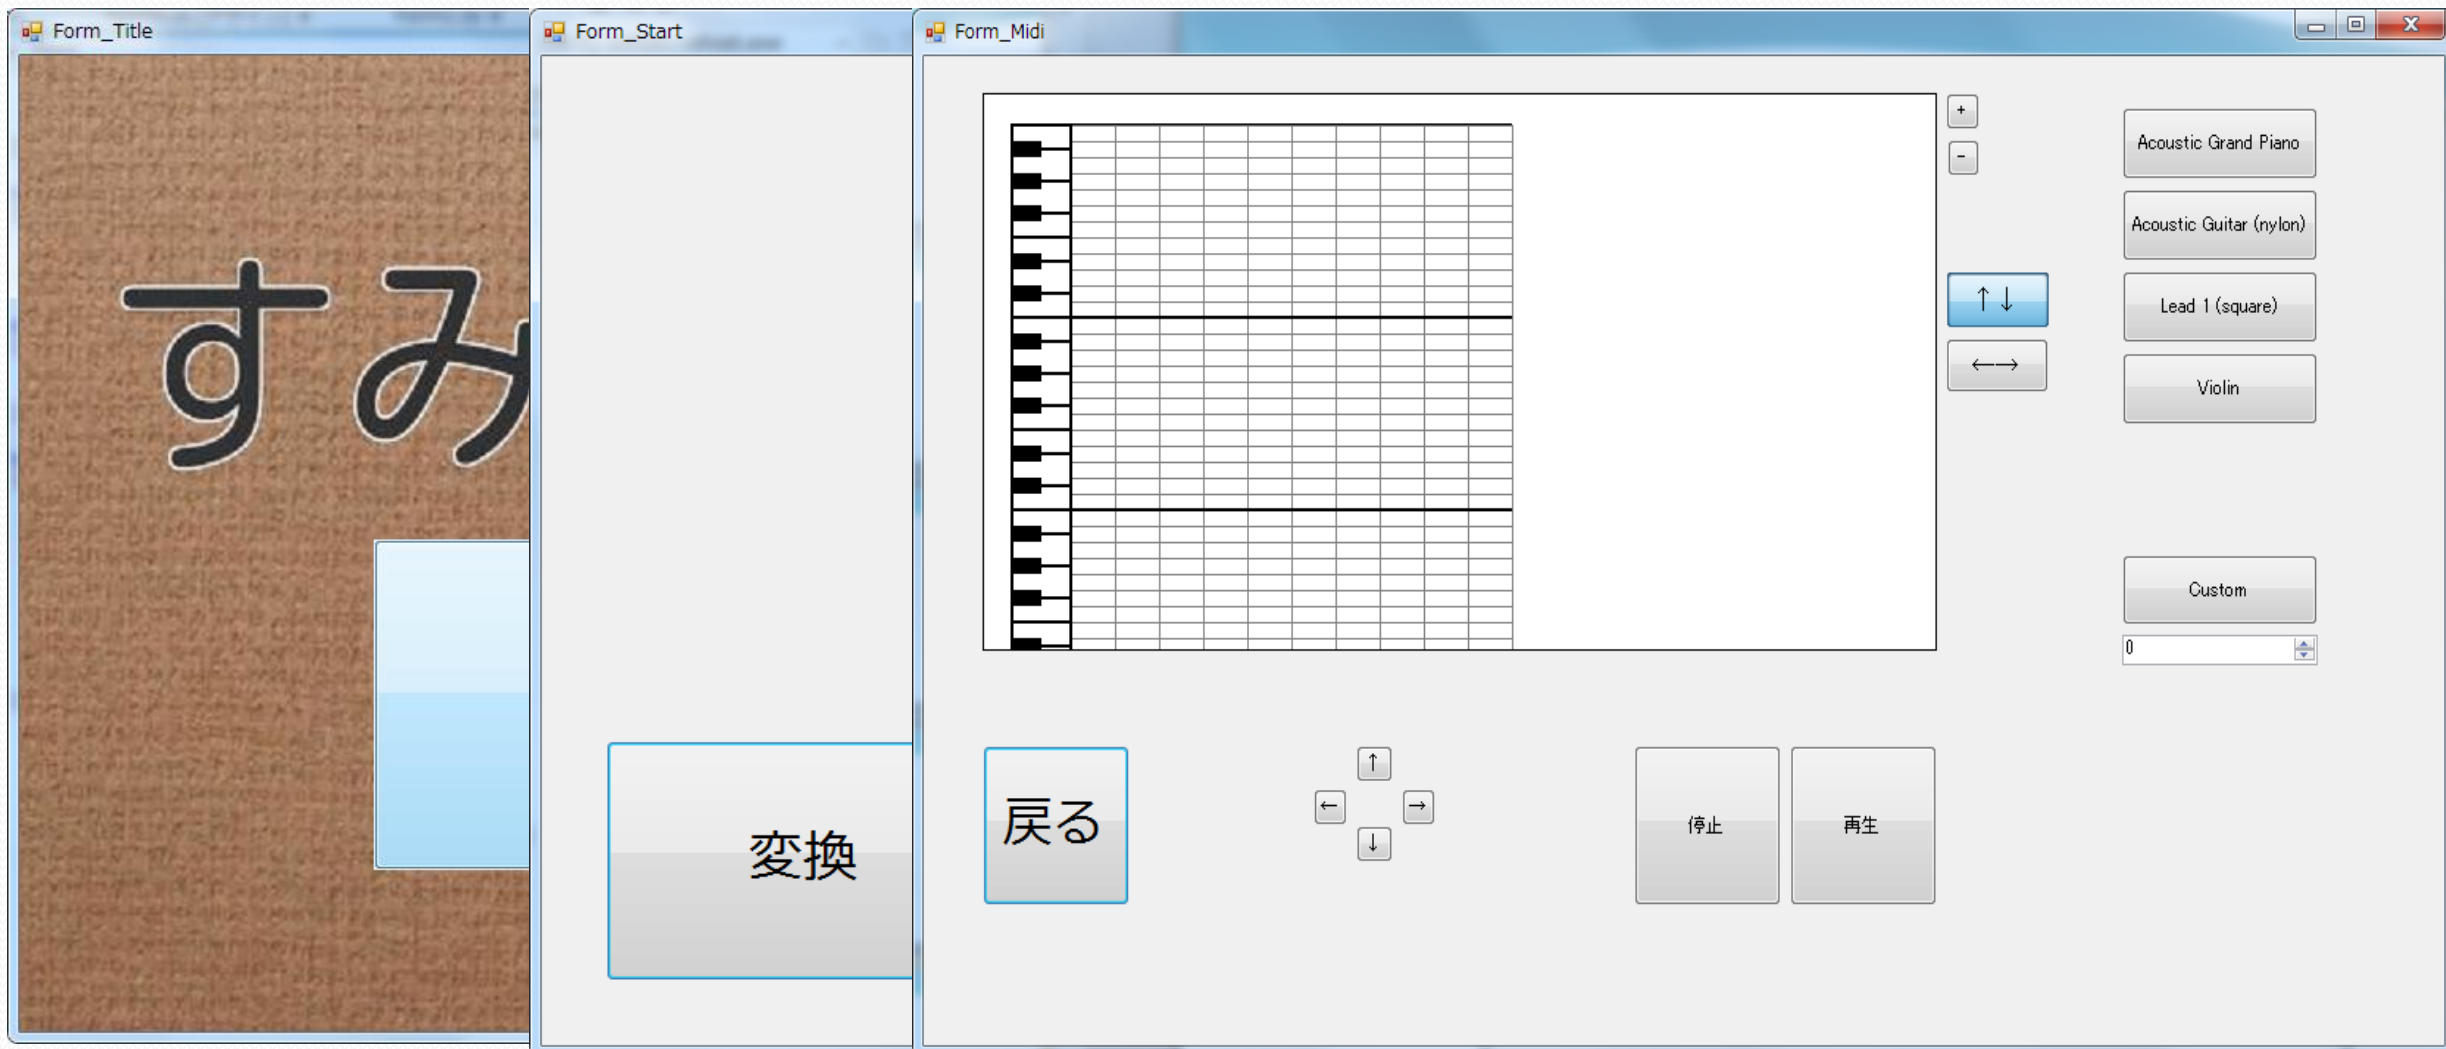 Form_Title
すみ
Form_Start
変換
Form_Midi
+
-
↑↓
←→
Acoustic Grand Piano
Acoustic Guitar (nylon)
Lead 1 (square)
Violin
Custom
0
戻る
↑
←
→
↓
停止
再生